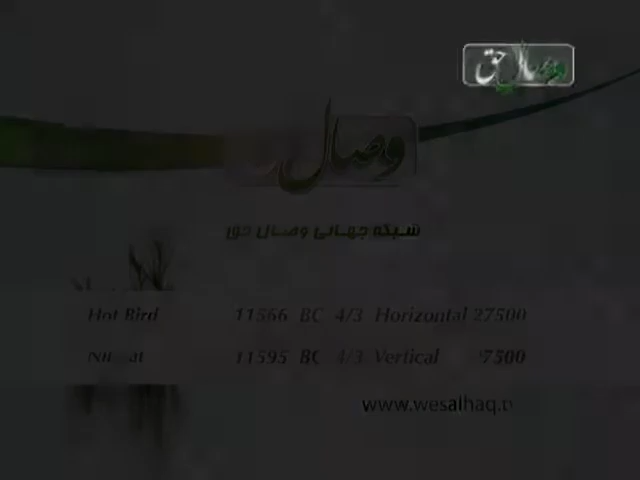 وصال حق
وصال
شبکه جهانی وصال حق
Hot Bird 11566 BC 4/3 Horizontal 27500
11595 BC 4/3 Vertical
www.wesalhaq.t